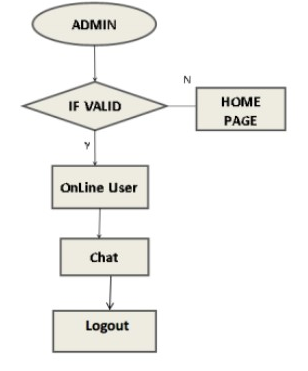 ADMIN
N
IF VALID
HOME
PAGE
Y
OnLine User
Chat
Logout